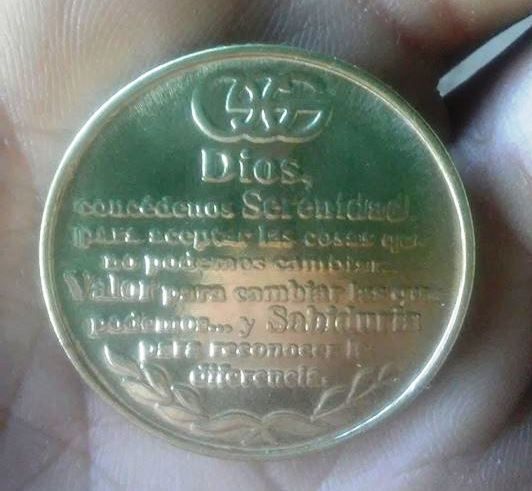 Dios,
concédenos Serenidad
para aceptar las cosas que
no podemos cambiar,
Valor para cambiar las que
podemos... y Sabiduría
para reconocer la
diferencia.